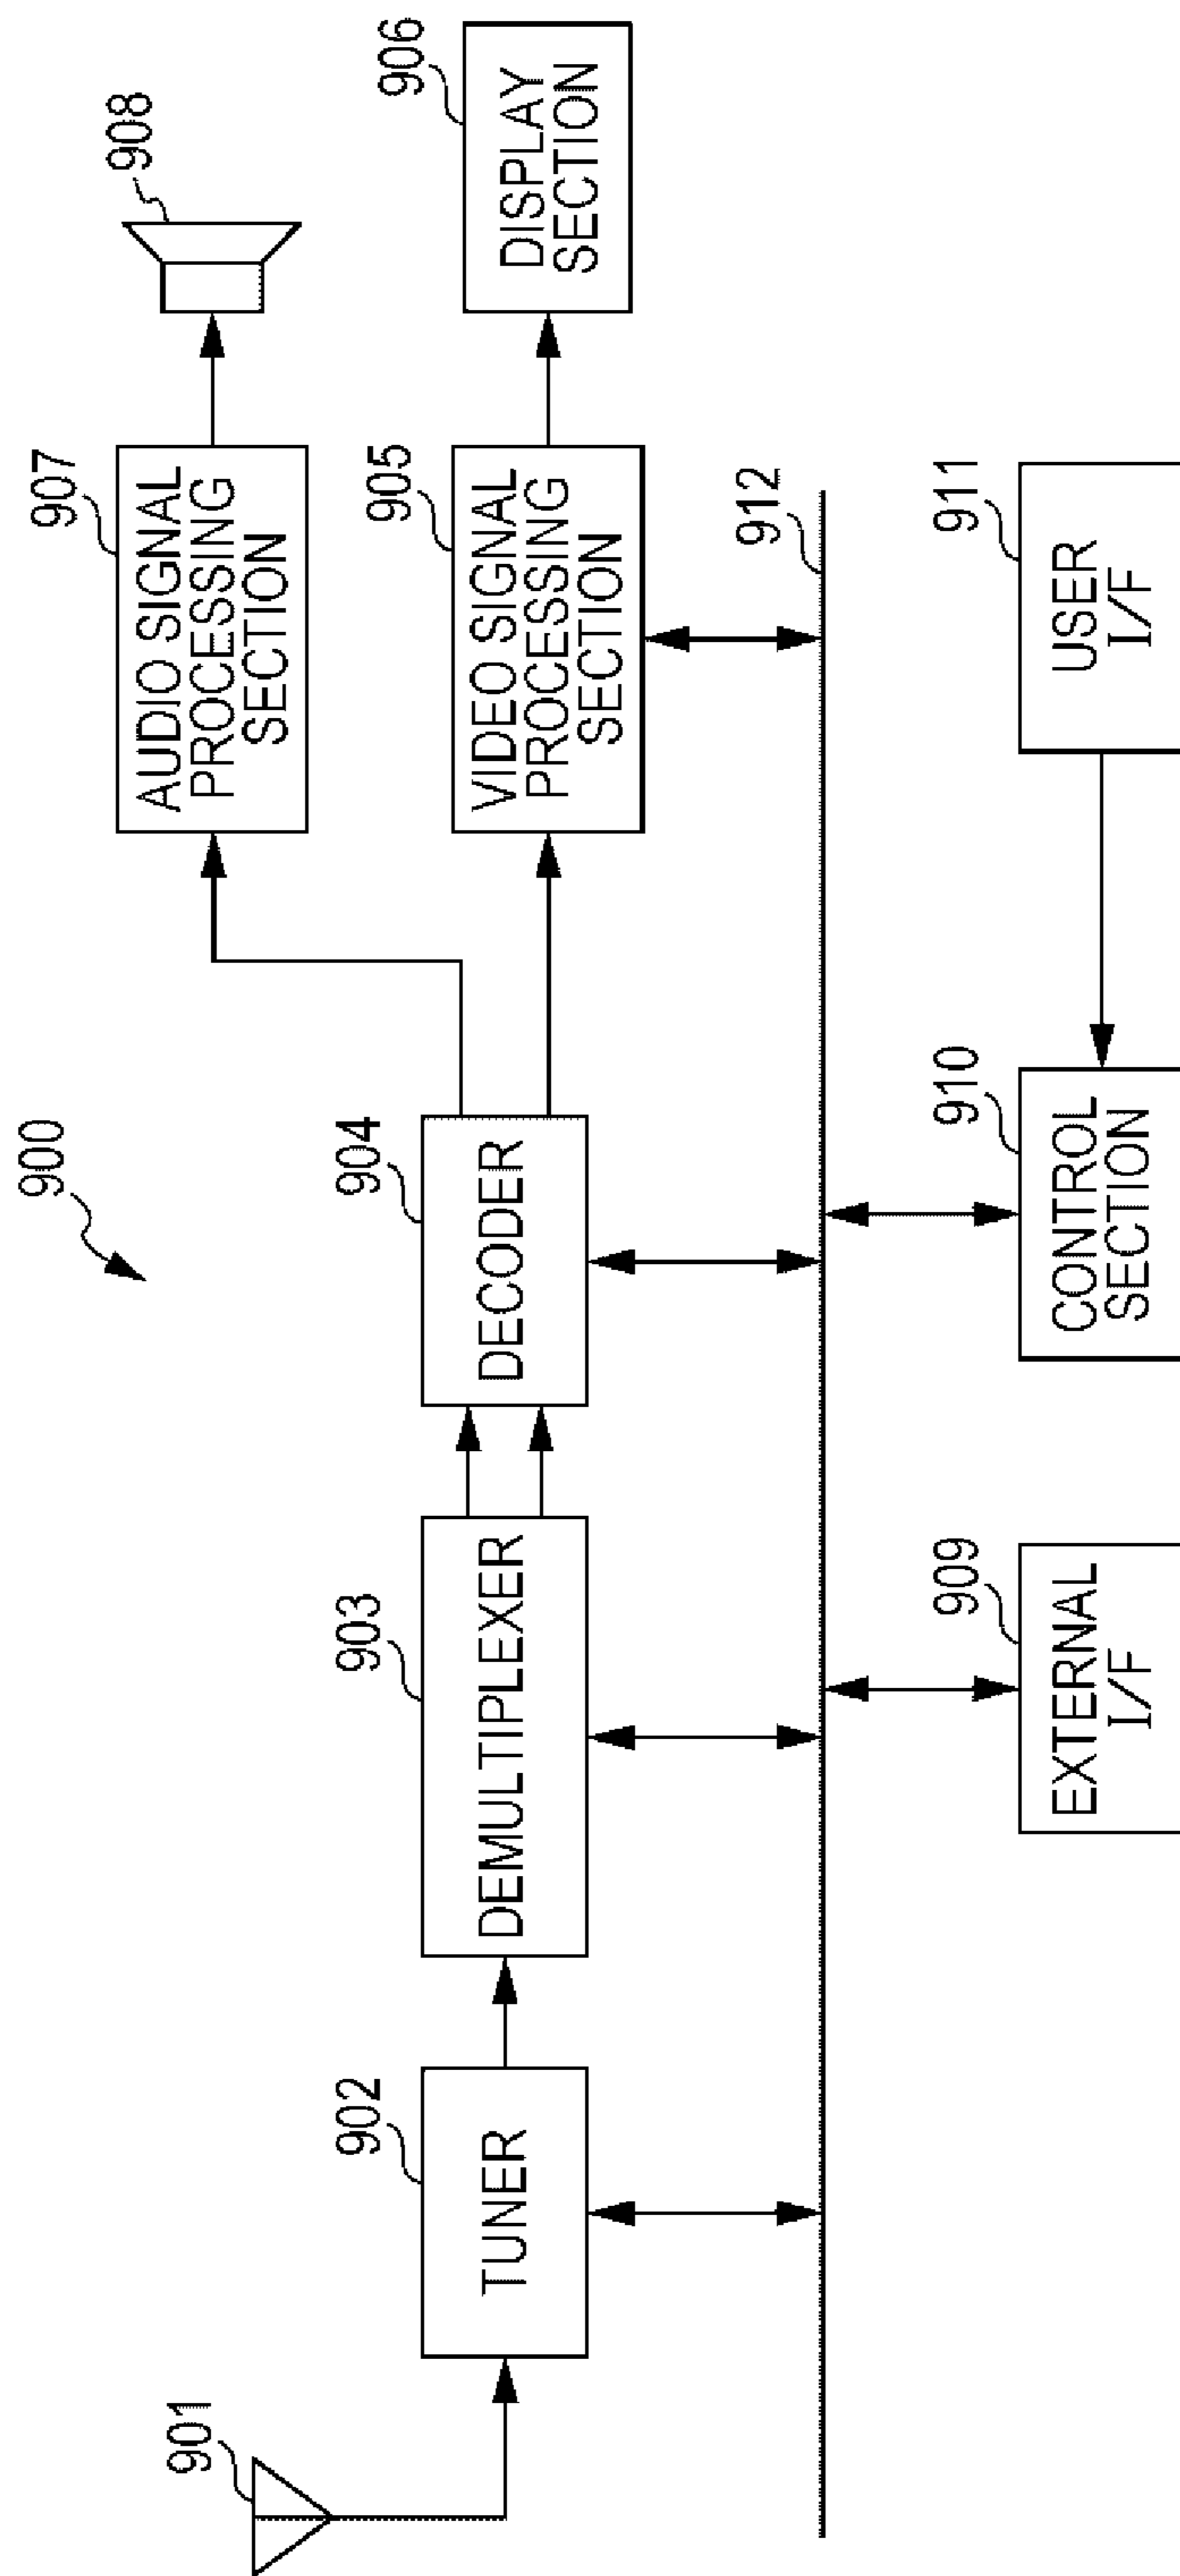 900
901
902
TUNER
903
DEMULTIPLEXER
904
DECODER
907
AUDIO SIGNAL
PROCESSING
SECTION
908
905
VIDEO SIGNAL
PROCESSING
SECTION
906
DISPLAY
SECTION
912
909
EXTERNAL
I/F
910
CONTROL
SECTION
911
USER
I/F